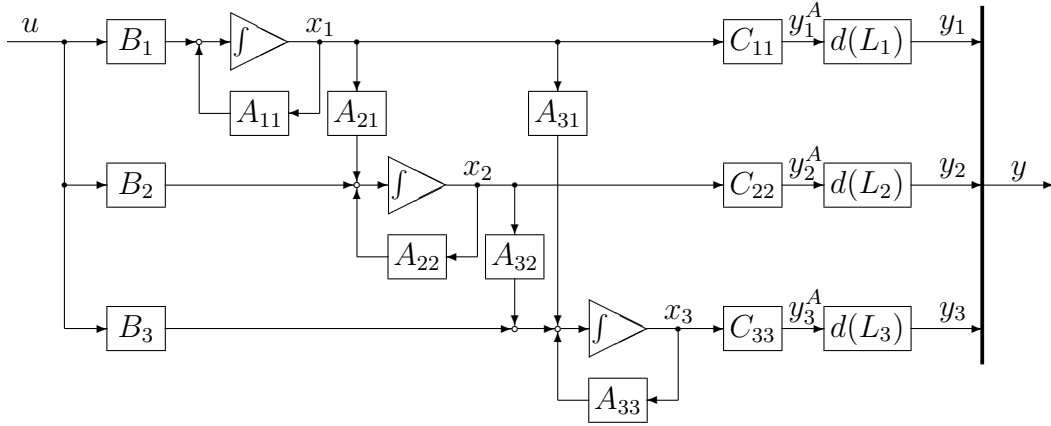 u B₁ ∫ x₁ C₁₁ y₁ᴬ d(L₁) y₁
A₁₁ A₂₁ A₃₁
B₂ ∫ x₂ C₂₂ y₂ᴬ d(L₂) y₂ y
A₂₂ A₃₂
B₃ ∫ x₃ C₃₃ y₃ᴬ d(L₃) y₃
A₃₃